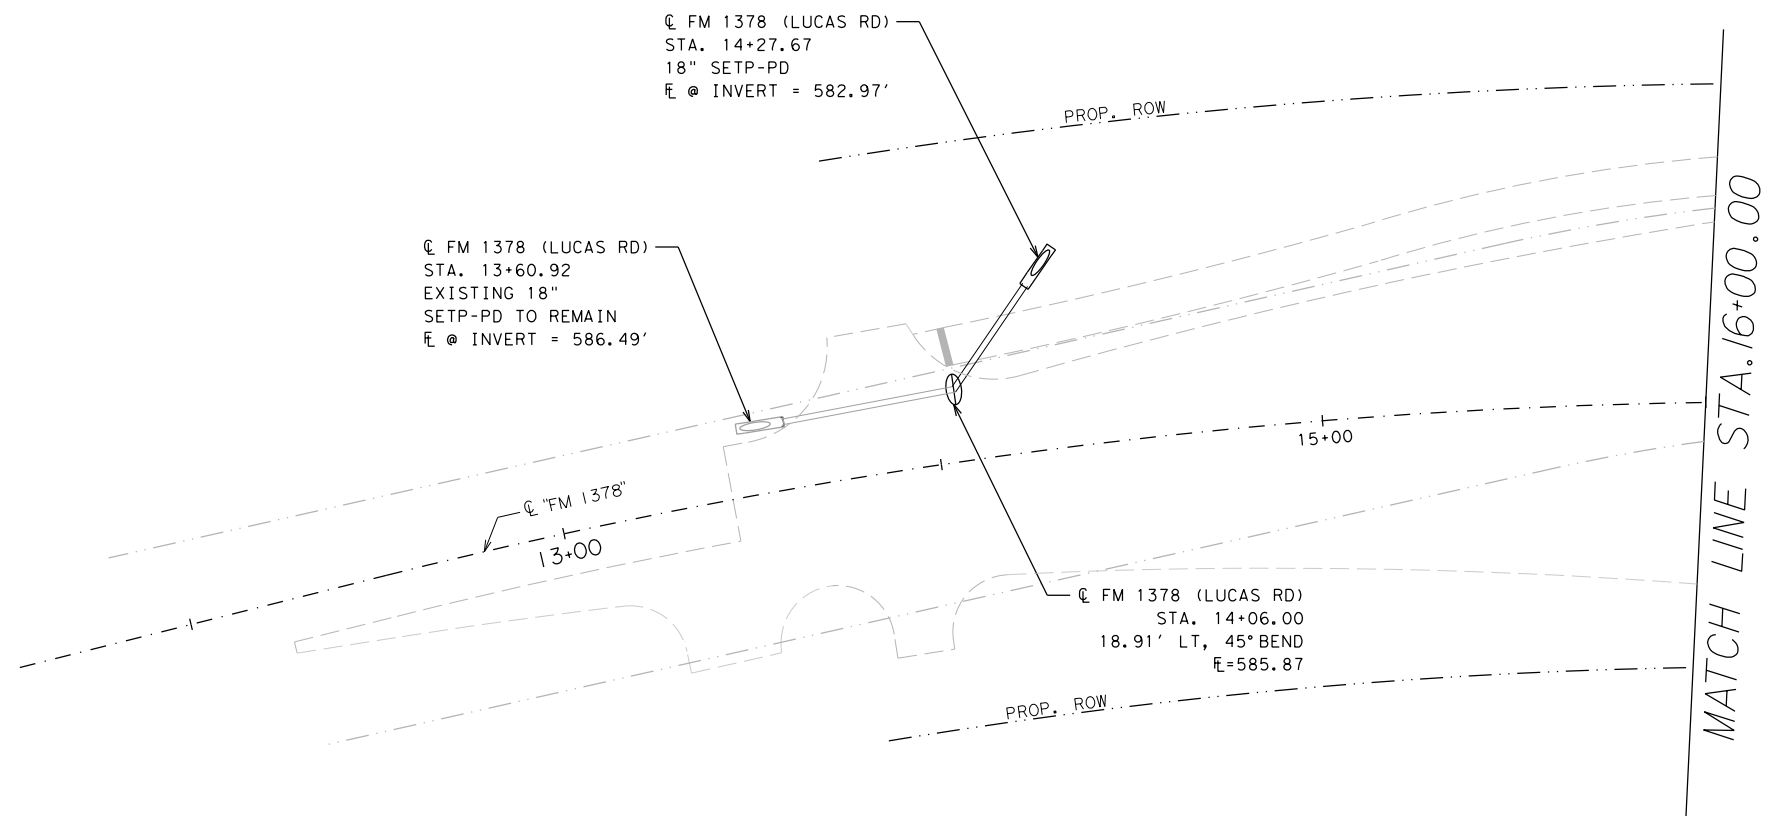 ℄ FM 1378 (LUCAS RD)
STA. 14+27.67
18" SETP-PD
FL @ INVERT = 582.97'
PROP. ROW
℄ FM 1378 (LUCAS RD)
STA. 13+60.92
EXISTING 18"
SETP-PD TO REMAIN
FL @ INVERT = 586.49'
MATCH LINE STA.16+00.00
15+00
℄ "FM 1378"
13+00
℄ FM 1378 (LUCAS RD)
STA. 14+06.00
18.91' LT, 45° BEND
FL=585.87
PROP. ROW